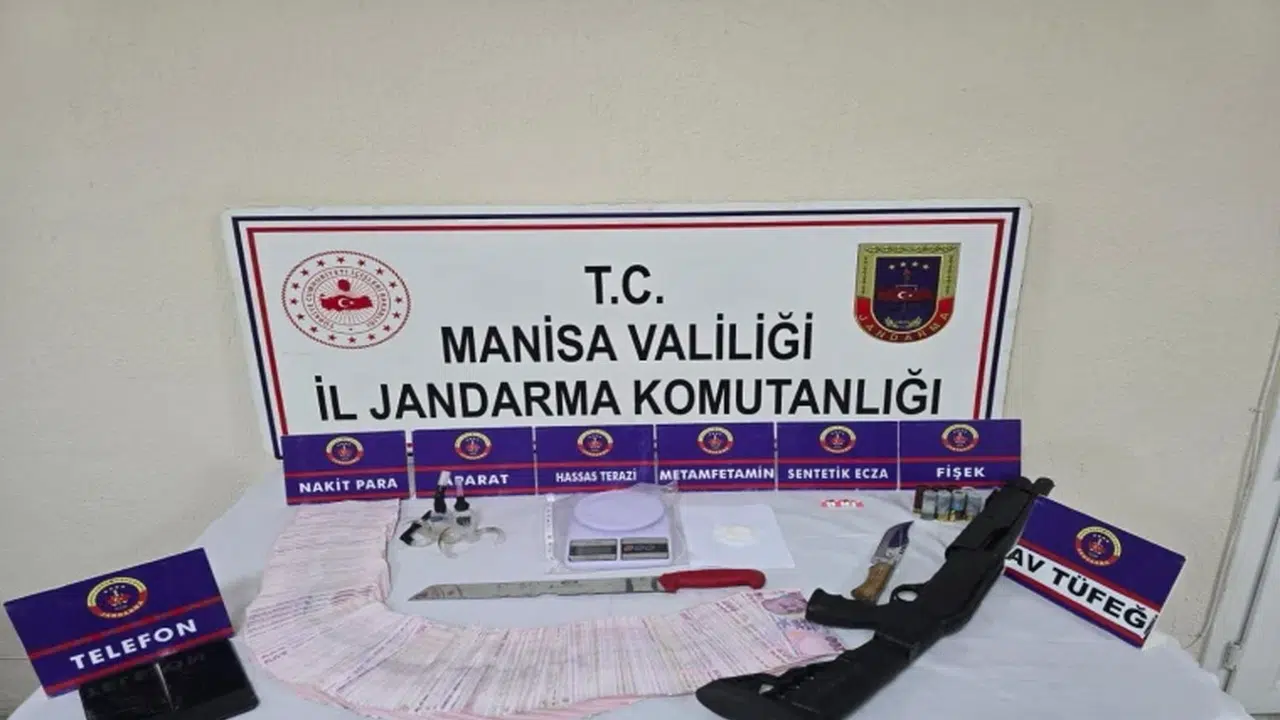 T.C.
MANİSA VALİLİĞİ
İL JANDARMA KOMUTANLIĞI
JANDARMA
NAKİT PARA
APARAT
HASSAS TERAZİ
METAMFETAMİN
SENTETİK ECZA
FİŞEK
TELEFON
AV TÜFEĞ